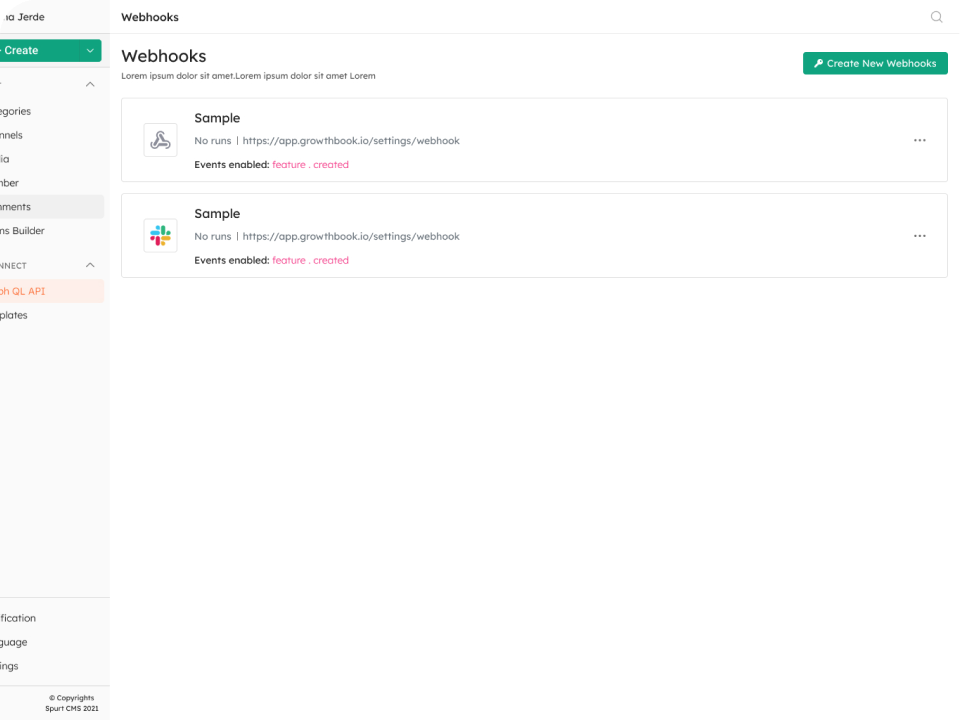 na Jerde
Webhooks
Create
Webhooks
Lorem ipsum dolor sit amet.Lorem ipsum dolor sit amet Lorem
Create New Webhooks
egories
nnels
ia
nber
nments
ns Builder
NNECT
ph QL API
plates
Sample
No runs | https://app.growthbook.io/settings/webhook
Events enabled: feature . created
Sample
No runs | https://app.growthbook.io/settings/webhook
Events enabled: feature . created
fication
guage
ings
© Copyrights
Spurt CMS 2021